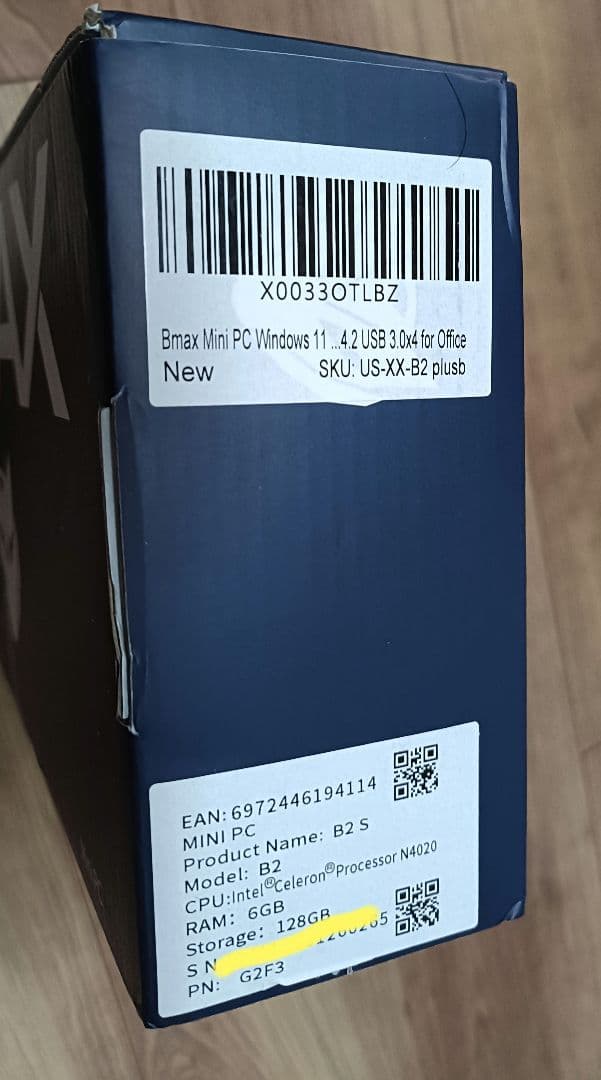 X0033OTLBZ
Bmax Mini PC Windows 11 ...4.2 USB 3.0x4 for Office
New SKU: US-XX-B2 plusb
EAN: 6972446194114
MINI PC
Product Name: B2 S
Model: B2
CPU:Intel®Celeron®Processor N4020
RAM: 6GB
Storage: 128GB
S N
PN: G2F3